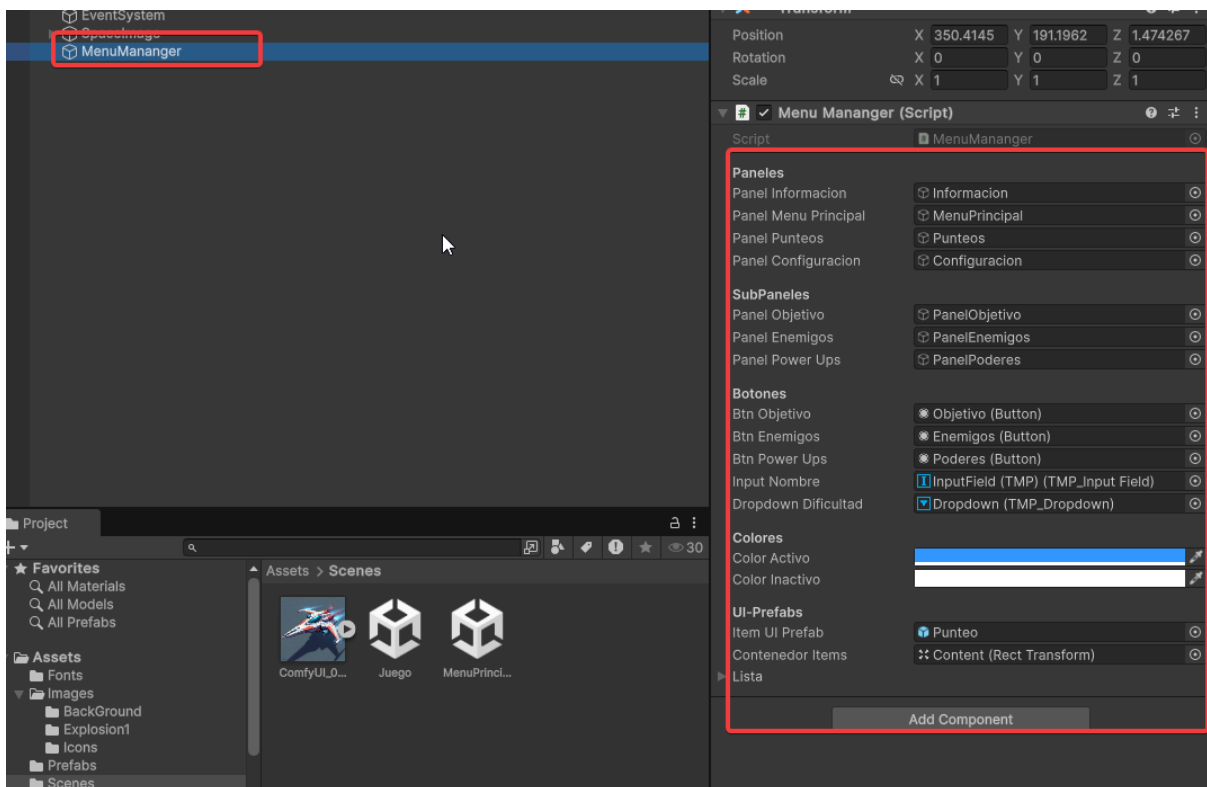 EventSystem
SpaceImage
MenuMananger
Transform
Position X 350.4145 Y 191.1962 Z 1.474267
Rotation X 0 Y 0 Z 0
Scale X 1 Y 1 Z 1
Menu Mananger (Script)
Script MenuMananger
Paneles
Panel Informacion Informacion
Panel Menu Principal MenuPrincipal
Panel Punteos Punteos
Panel Configuracion Configuracion
SubPaneles
Panel Objetivo PanelObjetivo
Panel Enemigos PanelEnemigos
Panel Power Ups PanelPoderes
Botones
Btn Objetivo Objetivo (Button)
Btn Enemigos Enemigos (Button)
Btn Power Ups Poderes (Button)
Input Nombre InputField (TMP) (TMP_Input Field)
Dropdown Dificultad Dropdown (TMP_Dropdown)
Colores
Color Activo
Color Inactivo
UI-Prefabs
Item UI Prefab Punteo
Contenedor Items Content (Rect Transform)
Lista
Add Component
Project
30
Favorites
All Materials
All Models
All Prefabs
Assets
Fonts
Images
BackGround
Explosion1
Icons
Prefabs
Scenes
Assets > Scenes
ComfyUI_0... Juego MenuPrinci...